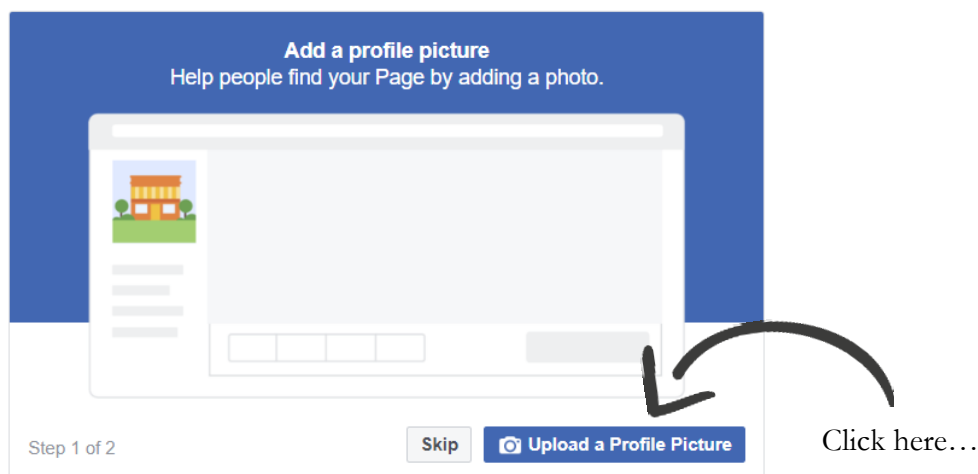 Add a profile picture
Help people find your Page by adding a photo.
Step 1 of 2
Skip
Upload a Profile Picture
Click here…